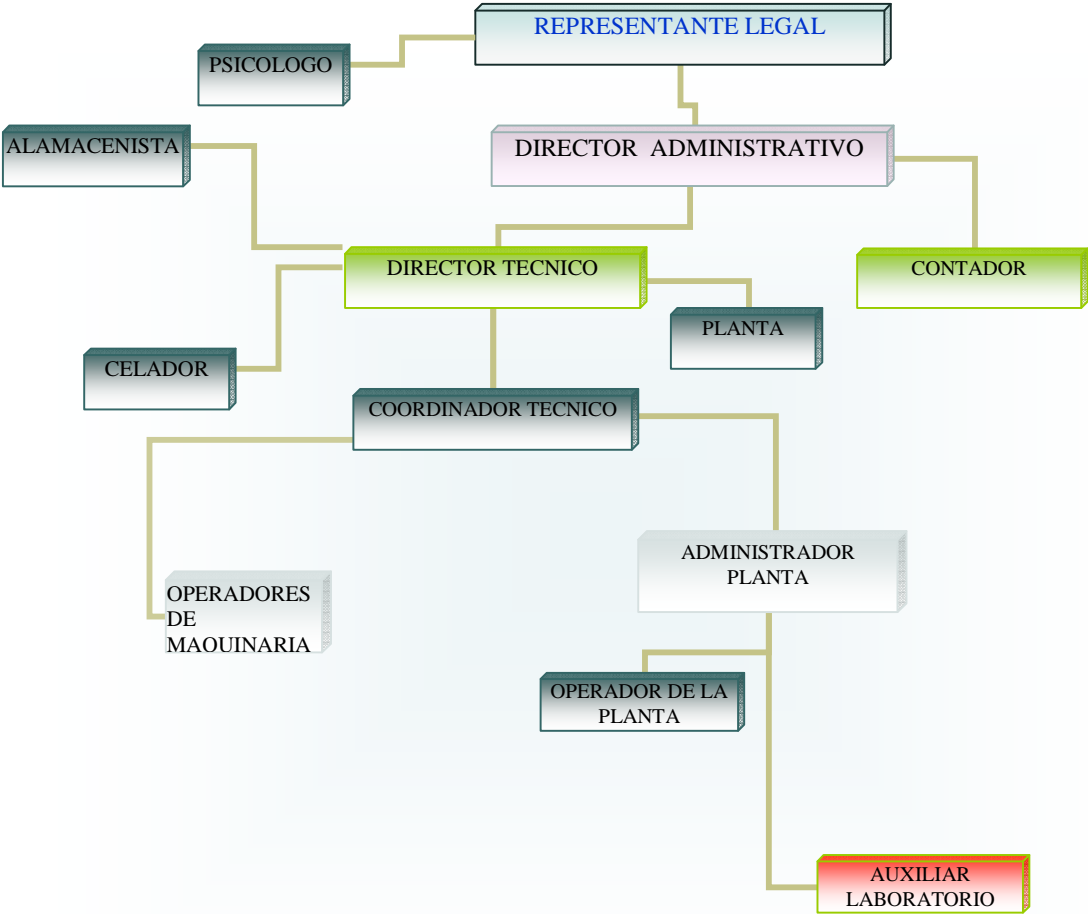 REPRESENTANTE LEGAL
PSICOLOGO
ALAMACENISTA
DIRECTOR ADMINISTRATIVO
DIRECTOR TECNICO
CONTADOR
PLANTA
CELADOR
COORDINADOR TECNICO
ADMINISTRADOR
PLANTA
OPERADORES
DE
MAQUINARIA
OPERADOR DE LA
PLANTA
AUXILIAR
LABORATORIO